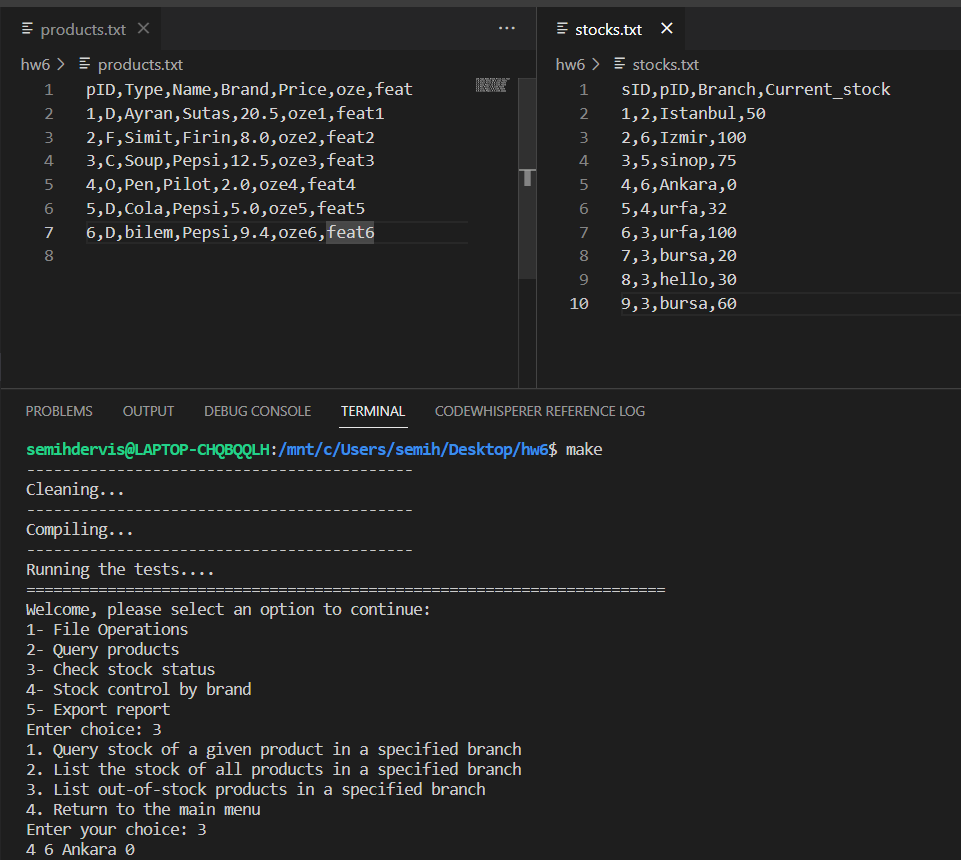 products.txt
hw6 > products.txt
1 pID,Type,Name,Brand,Price,oze,feat
2 1,D,Ayran,Sutas,20.5,oze1,feat1
3 2,F,Simit,Firin,8.0,oze2,feat2
4 3,C,Soup,Pepsi,12.5,oze3,feat3
5 4,O,Pen,Pilot,2.0,oze4,feat4
6 5,D,Cola,Pepsi,5.0,oze5,feat5
7 6,D,bilem,Pepsi,9.4,oze6,feat6
8
stocks.txt
hw6 > stocks.txt
1 sID,pID,Branch,Current_stock
2 1,2,Istanbul,50
3 2,6,Izmir,100
4 3,5,sinop,75
5 4,6,Ankara,0
6 5,4,urfa,32
7 6,3,urfa,100
8 7,3,bursa,20
9 8,3,hello,30
10 9,3,bursa,60
PROBLEMS OUTPUT DEBUG CONSOLE TERMINAL CODEWHISPERER REFERENCE LOG
semihdervis@LAPTOP-CHQBQQLH:/mnt/c/Users/semih/Desktop/hw6$ make
-------------------------------------------
Cleaning...
-------------------------------------------
Compiling...
-------------------------------------------
Running the tests....
=======================================================================
Welcome, please select an option to continue:
1- File Operations
2- Query products
3- Check stock status
4- Stock control by brand
5- Export report
Enter choice: 3
1. Query stock of a given product in a specified branch
2. List the stock of all products in a specified branch
3. List out-of-stock products in a specified branch
4. Return to the main menu
Enter your choice: 3
4 6 Ankara 0